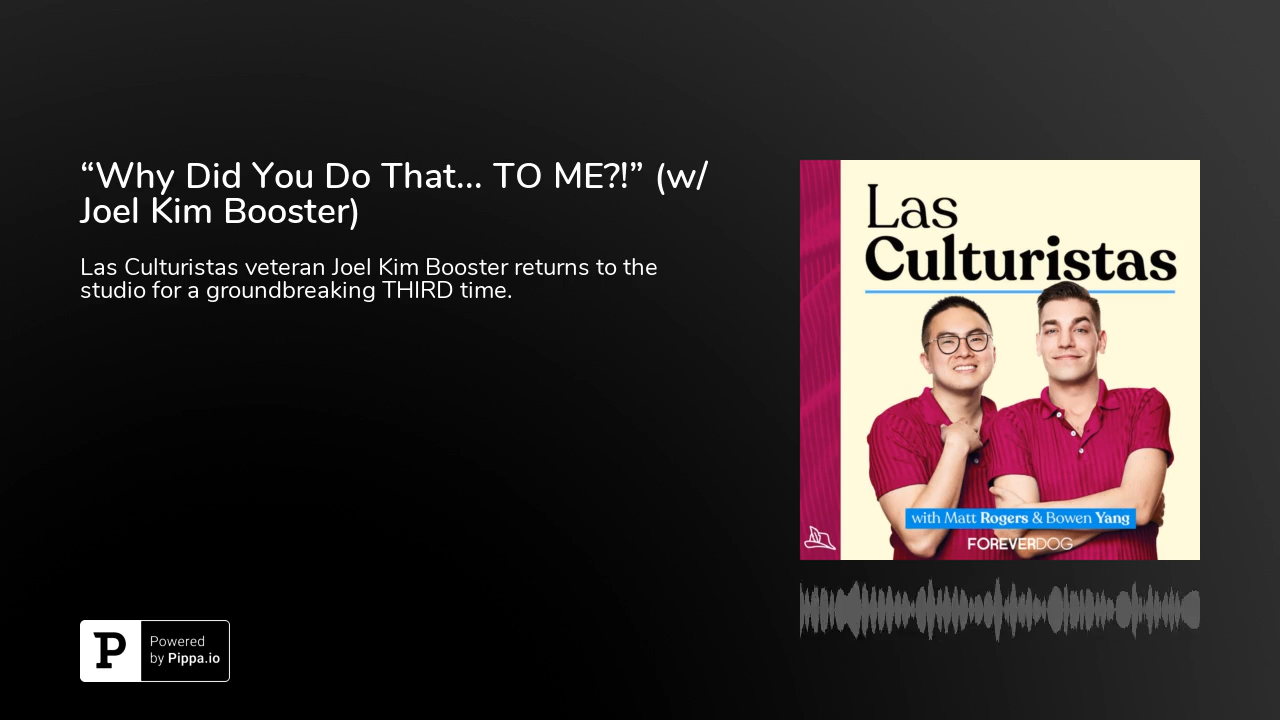 “Why Did You Do That... TO ME?!” (w/
Joel Kim Booster)
Las Culturistas veteran Joel Kim Booster returns to the
studio for a groundbreaking THIRD time.
Las
Culturistas
with Matt Rogers & Bowen Yang
FOREVERDOG
P
Powered
by Pippa.io